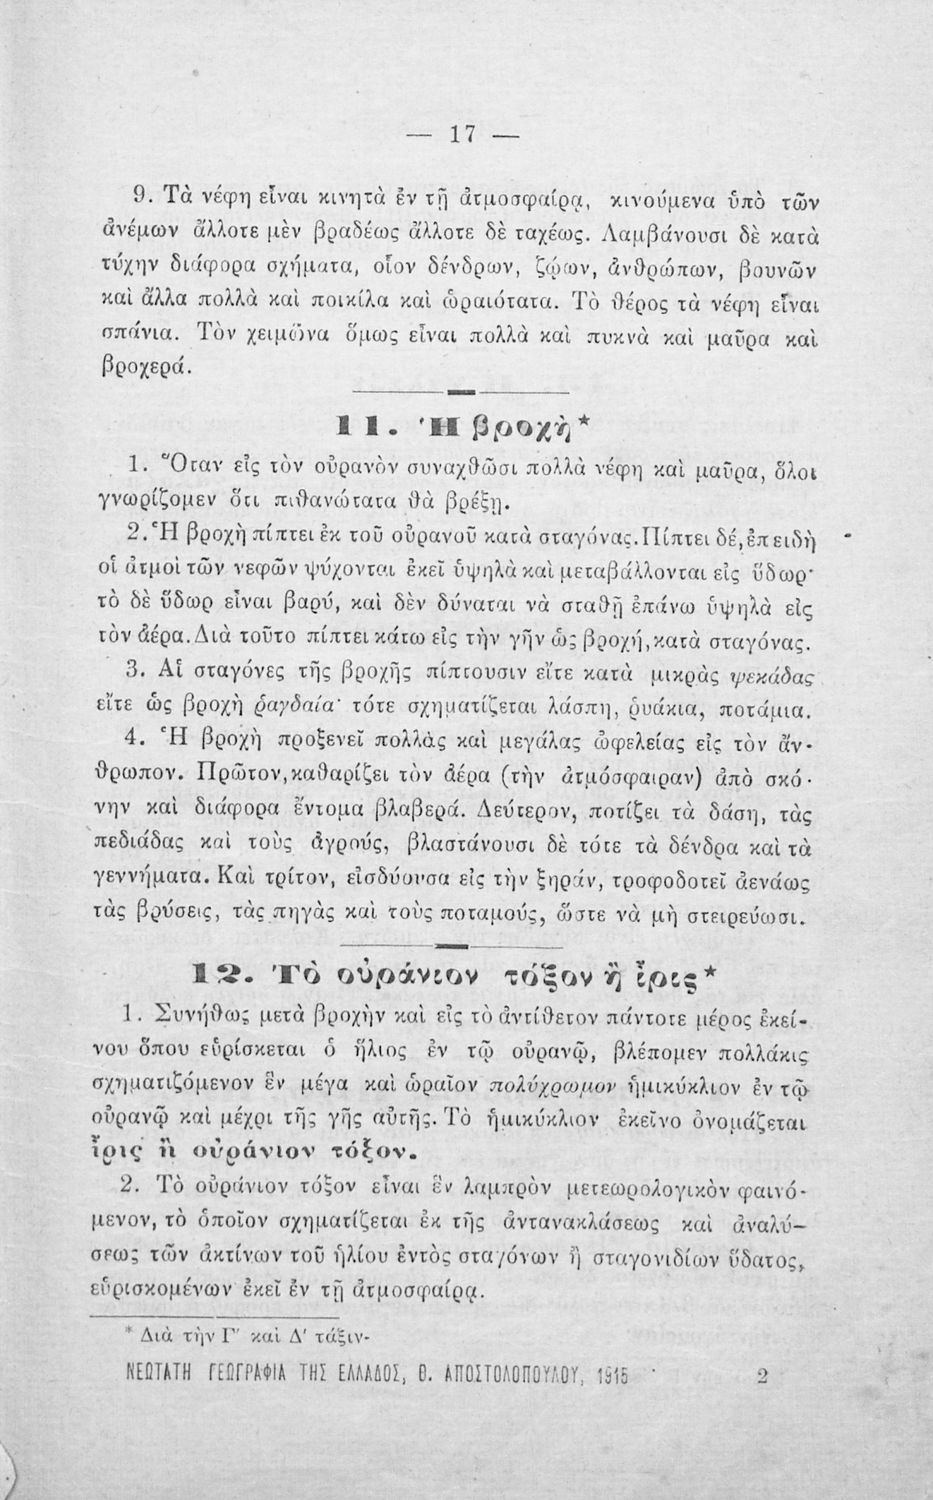 — 17 —
9. Τὰ νέφη εἶναι κινητὰ ἐν τῇ ἀτμοσφαίρᾳ, κινούμενα ὑπὸ τῶν
ἀνέμων ἄλλοτε μὲν βραδέως ἄλλοτε δὲ ταχέως. Λαμβάνουσι δὲ κατὰ
τύχην διάφορα σχήματα, οἷον δένδρων, ζῴων, ἀνθρώπων, βουνῶν
καὶ ἄλλα πολλὰ καὶ ποικίλα καὶ ὡραιότατα. Τὸ θέρος τὰ νέφη εἶναι
σπάνια. Τὸν χειμῶνα ὅμως εἶναι πολλὰ καὶ πυκνὰ καὶ μαῦρα καὶ
βροχερά.
11. Ἡ βροχὴ*
1. Ὅταν εἰς τὸν οὐρανὸν συναχθῶσι πολλὰ νέφη καὶ μαῦρα, ὅλοι
γνωρίζομεν ὅτι πιθανώτατα θὰ βρέξῃ.
2. Ἡ βροχὴ πίπτει ἐκ τοῦ οὐρανοῦ κατὰ σταγόνας. Πίπτει δέ, ἐπειδὴ
οἱ ἀτμοὶ τῶν νεφῶν ψύχονται ἐκεῖ ὑψηλὰ καὶ μεταβάλλονται εἰς ὕδωρ·
τὸ δὲ ὕδωρ εἶναι βαρύ, καὶ δὲν δύναται νὰ σταθῇ ἐπάνω ὑψηλὰ εἰς
τὸν ἀέρα. Διὰ τοῦτο πίπτει κάτω εἰς τὴν γῆν ὡς βροχή, κατὰ σταγόνας.
3. Αἱ σταγόνες τῆς βροχῆς πίπτουσιν εἴτε κατὰ μικρὰς ψεκάδας
εἴτε ὡς βροχὴ ῥαγδαία· τότε σχηματίζεται λάσπη, ῥυάκια, ποτάμια.
4. Ἡ βροχὴ προξενεῖ πολλὰς καὶ μεγάλας ὠφελείας εἰς τὸν ἄν-
θρωπον. Πρῶτον, καθαρίζει τὸν ἀέρα (τὴν ἀτμόσφαιραν) ἀπὸ σκό-
νην καὶ διάφορα ἔντομα βλαβερά. Δεύτερον, ποτίζει τὰ δάση, τὰς
πεδιάδας καὶ τοὺς ἀγρούς, βλαστάνουσι δὲ τότε τὰ δένδρα καὶ τὰ
γεννήματα. Καὶ τρίτον, εἰσδύουσα εἰς τὴν ξηράν, τροφοδοτεῖ ἀενάως
τὰς βρύσεις, τὰς πηγὰς καὶ τοὺς ποταμούς, ὥστε νὰ μὴ στειρεύωσι.
12. Τὸ οὐράνιον τόξον ἢ ἶρις*
1. Συνήθως μετὰ βροχὴν καὶ εἰς τὸ ἀντίθετον πάντοτε μέρος ἐκεί-
νου ὅπου εὑρίσκεται ὁ ἥλιος ἐν τῷ οὐρανῷ, βλέπομεν πολλάκις
σχηματιζόμενον ἓν μέγα καὶ ὡραῖον πολύχρωμον ἡμικύκλιον ἐν τῷ
οὐρανῷ καὶ μέχρι τῆς γῆς αὐτῆς. Τὸ ἡμικύκλιον ἐκεῖνο ὀνομάζεται
ἶρις ἢ οὐράνιον τόξον.
2. Τὸ οὐράνιον τόξον εἶναι ἓν λαμπρὸν μετεωρολογικὸν φαινό-
μενον, τὸ ὁποῖον σχηματίζεται ἐκ τῆς ἀντανακλάσεως καὶ ἀναλύ-
σεως τῶν ἀκτίνων τοῦ ἡλίου ἐντὸς σταγόνων ἢ σταγονιδίων ὕδατος,
εὑρισκομένων ἐκεῖ ἐν τῇ ἀτμοσφαίρᾳ.
* Διὰ τὴν Γ' καὶ Δ' τάξιν-
ΝΕΩΤΑΤΗ ΓΕΩΓΡΑΦΙΑ ΤΗΣ ΕΛΛΑΔΟΣ, Θ. ΑΠΟΣΤΟΛΟΠΟΥΛΟΥ, 1915 2